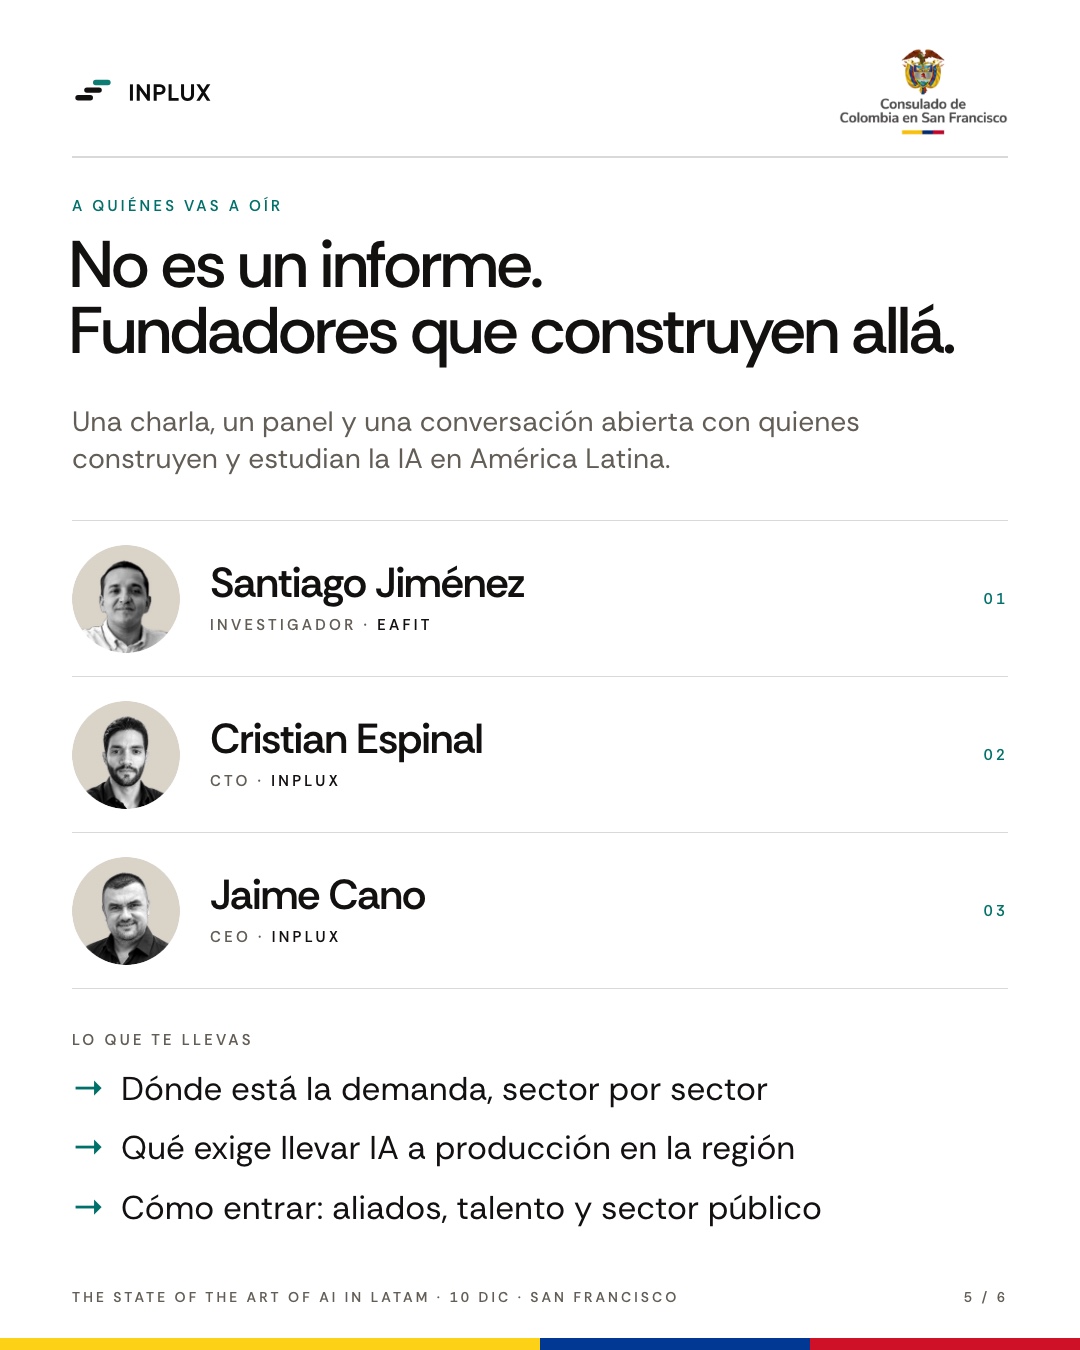 INPLUX
Consulado de
Colombia en San Francisco
A QUIÉNES VAS A OÍR
No es un informe.
Fundadores que construyen allá.
Una charla, un panel y una conversación abierta con quienes
construyen y estudian la IA en América Latina.
Santiago Jiménez
INVESTIGADOR · EAFIT
01
Cristian Espinal
CTO · INPLUX
02
Jaime Cano
CEO · INPLUX
03
LO QUE TE LLEVAS
→ Dónde está la demanda, sector por sector
→ Qué exige llevar IA a producción en la región
→ Cómo entrar: aliados, talento y sector público
THE STATE OF THE ART OF AI IN LATAM · 10 DIC · SAN FRANCISCO
5 / 6